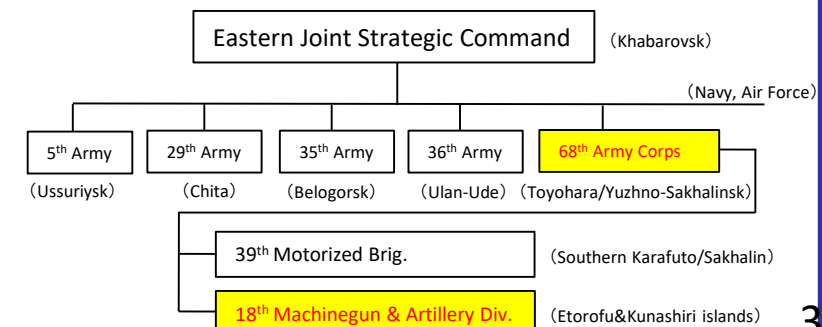 Eastern Joint Strategic Command （Khabarovsk）
（Navy, Air Force）
5th Army 29th Army 35th Army 36th Army 68th Army Corps
（Ussuriysk） （Chita） （Belogorsk） （Ulan-Ude） （Toyohara/Yuzhno-Sakhalinsk）
39th Motorized Brig. （Southern Karafuto/Sakhalin）
18th Machinegun & Artillery Div. （Etorofu&Kunashiri islands）
3